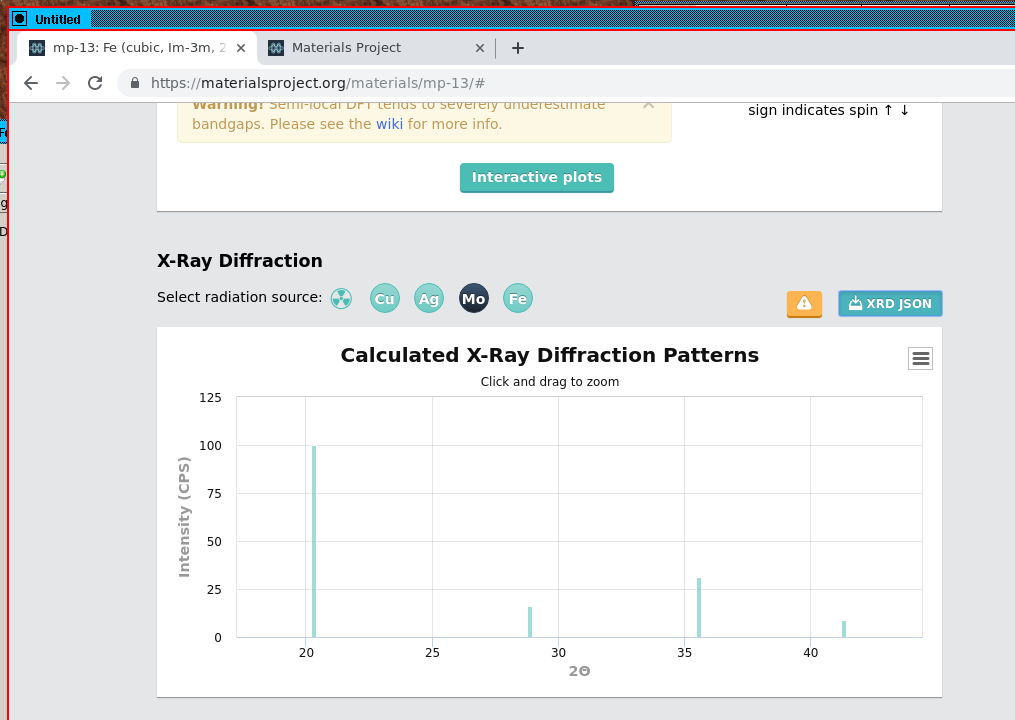 Untitled
mp-13: Fe (cubic, Im-3m, 2
Materials Project
https://materialsproject.org/materials/mp-13/#
Warning! Semi-local DFT tends to severely underestimate
bandgaps. Please see the wiki for more info.
sign indicates spin ↑ ↓
Interactive plots
X-Ray Diffraction
Select radiation source:
Cu
Ag
Mo
Fe
XRD JSON
Calculated X-Ray Diffraction Patterns
Click and drag to zoom
Intensity (CPS)
125
100
75
50
25
0
20
25
30
35
40
2Θ